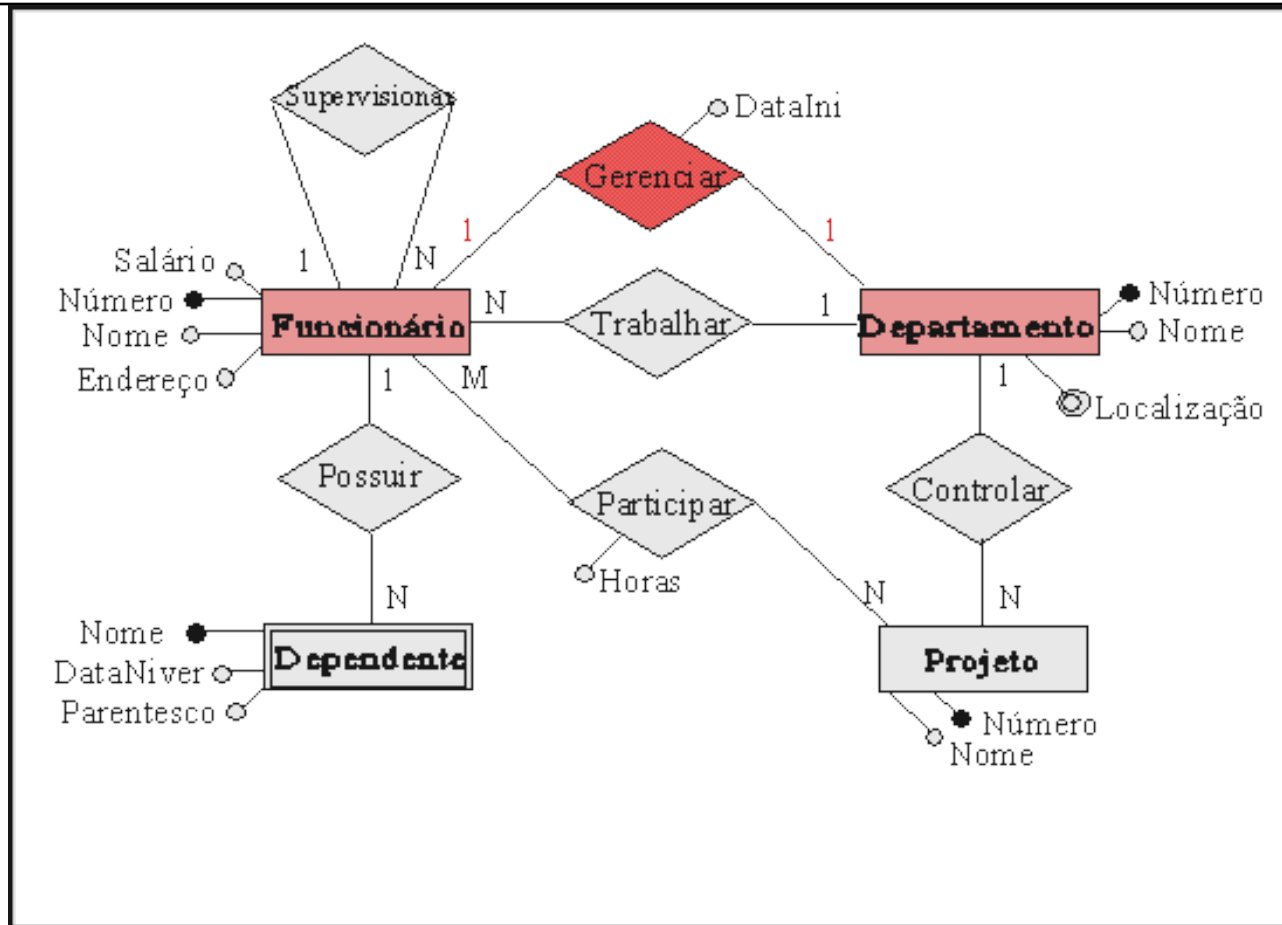 Supervisionar
DataIni
Gerenciar
1
1
Salário
1
N
Número
N
Trabalhar
1
Número
Nome
Funcionário
Departamento
Nome
Endereço
1
M
1
Localização
Possuir
Participar
Controlar
Horas
N
N
N
Nome
Dependente
Projeto
DataNiver
Parentesco
Número
Nome